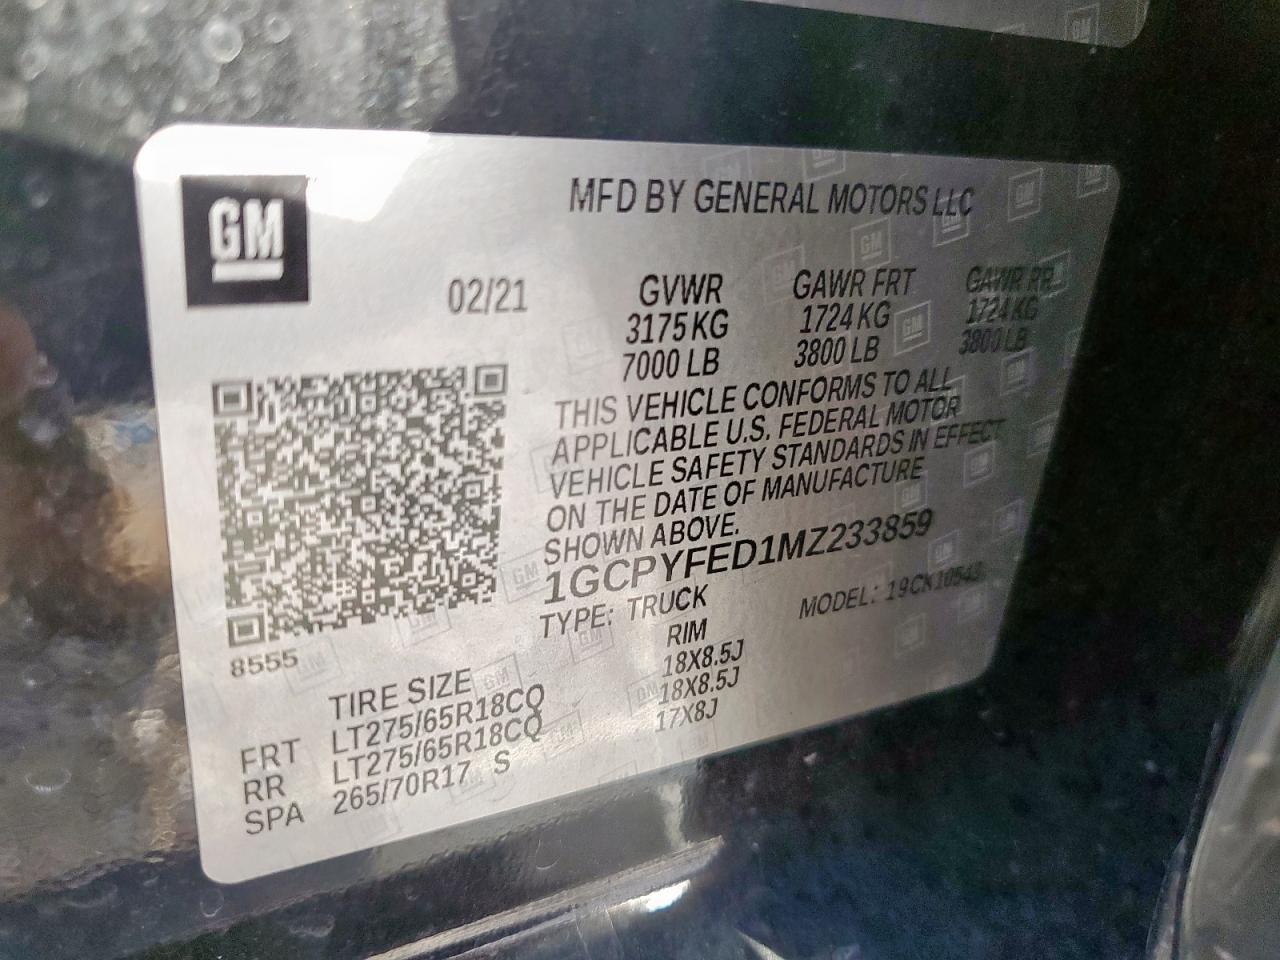 GM
MFD BY GENERAL MOTORS LLC
02/21
GVWR GAWR FRT GAWR RR
3175 KG 1724 KG 1724 KG
7000 LB 3800 LB 3800 LB
THIS VEHICLE CONFORMS TO ALL
APPLICABLE U.S. FEDERAL MOTOR
VEHICLE SAFETY STANDARDS IN EFFECT
ON THE DATE OF MANUFACTURE
SHOWN ABOVE.
1GCPYFED1MZ233859
TYPE: TRUCK MODEL: 19CK10543
8555
TIRE SIZE RIM
FRT LT275/65R18CQ 18X8.5J
RR LT275/65R18CQ 18X8.5J
SPA 265/70R17 S 17X8J